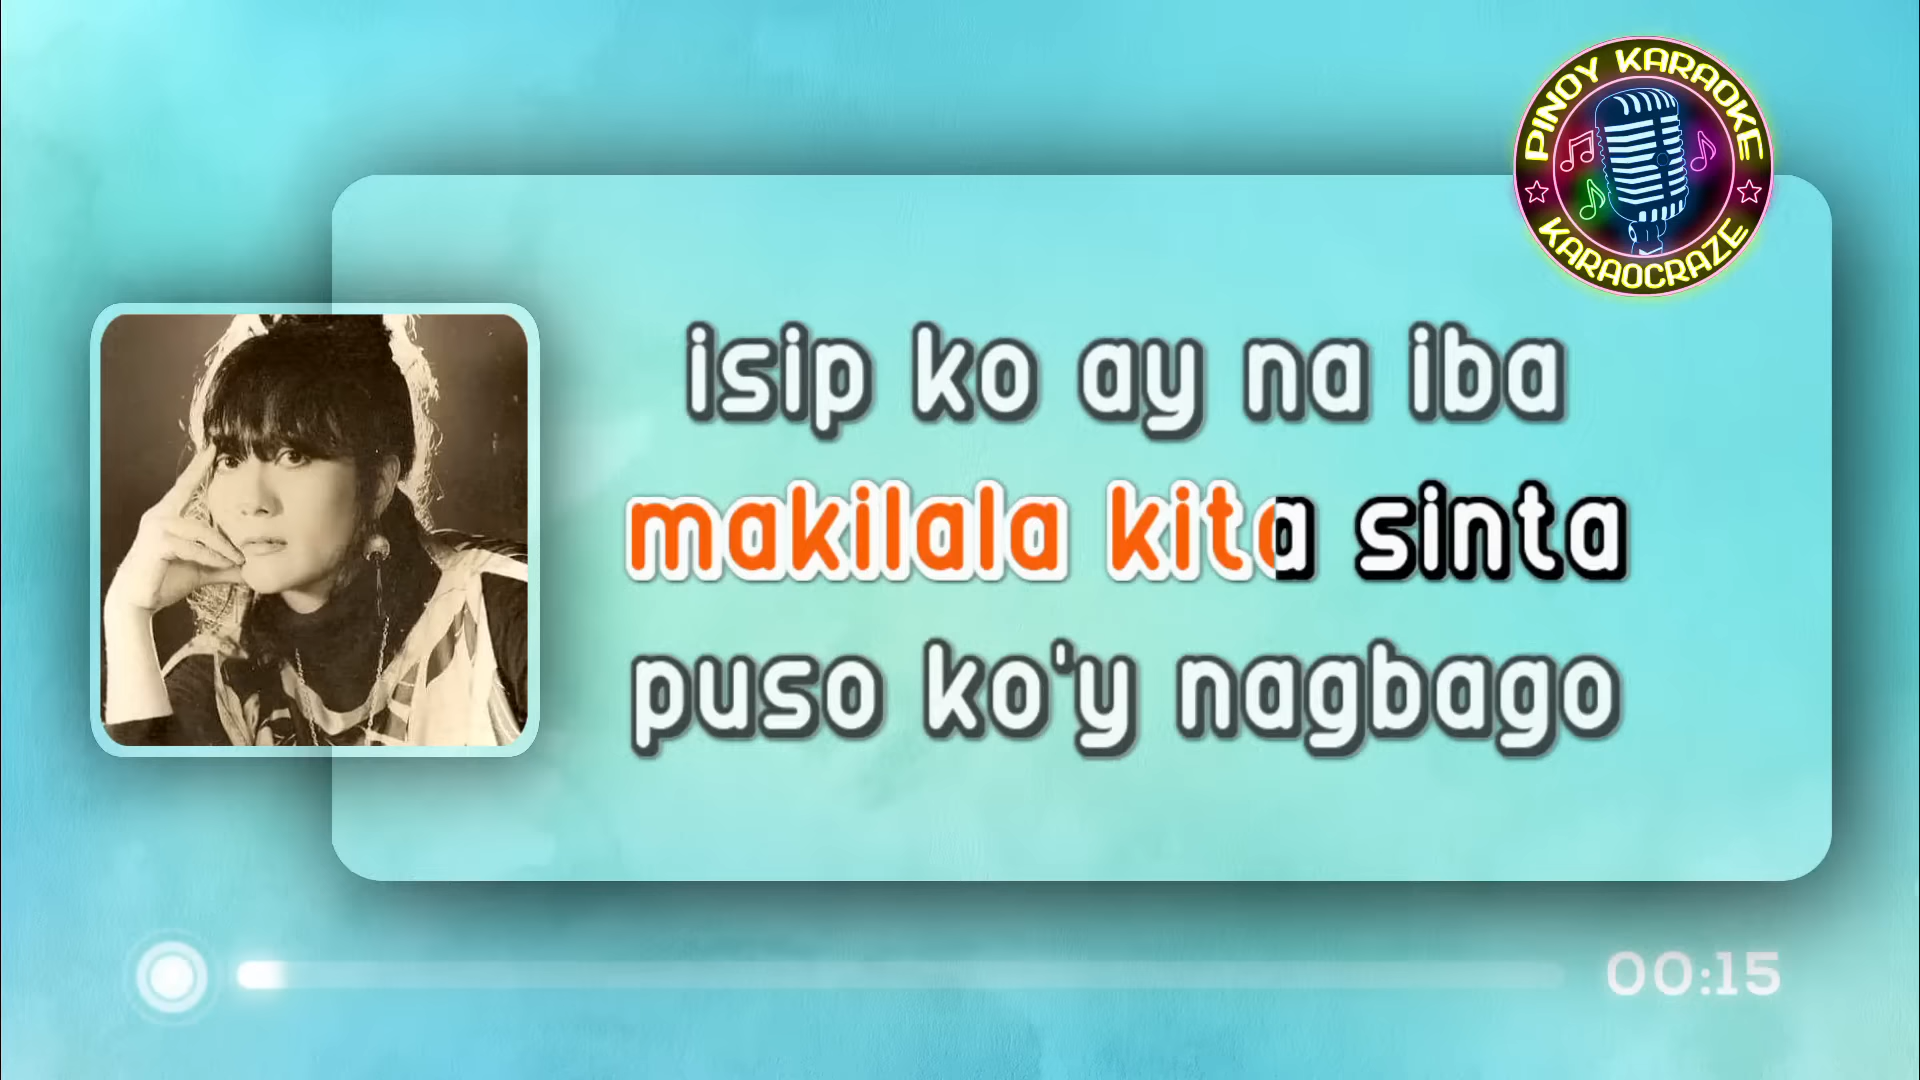 PINOY KARAOKE
KARAOCRAZE
isip ko ay na iba
makilala kita sinta
puso ko'y nagbago
00:15